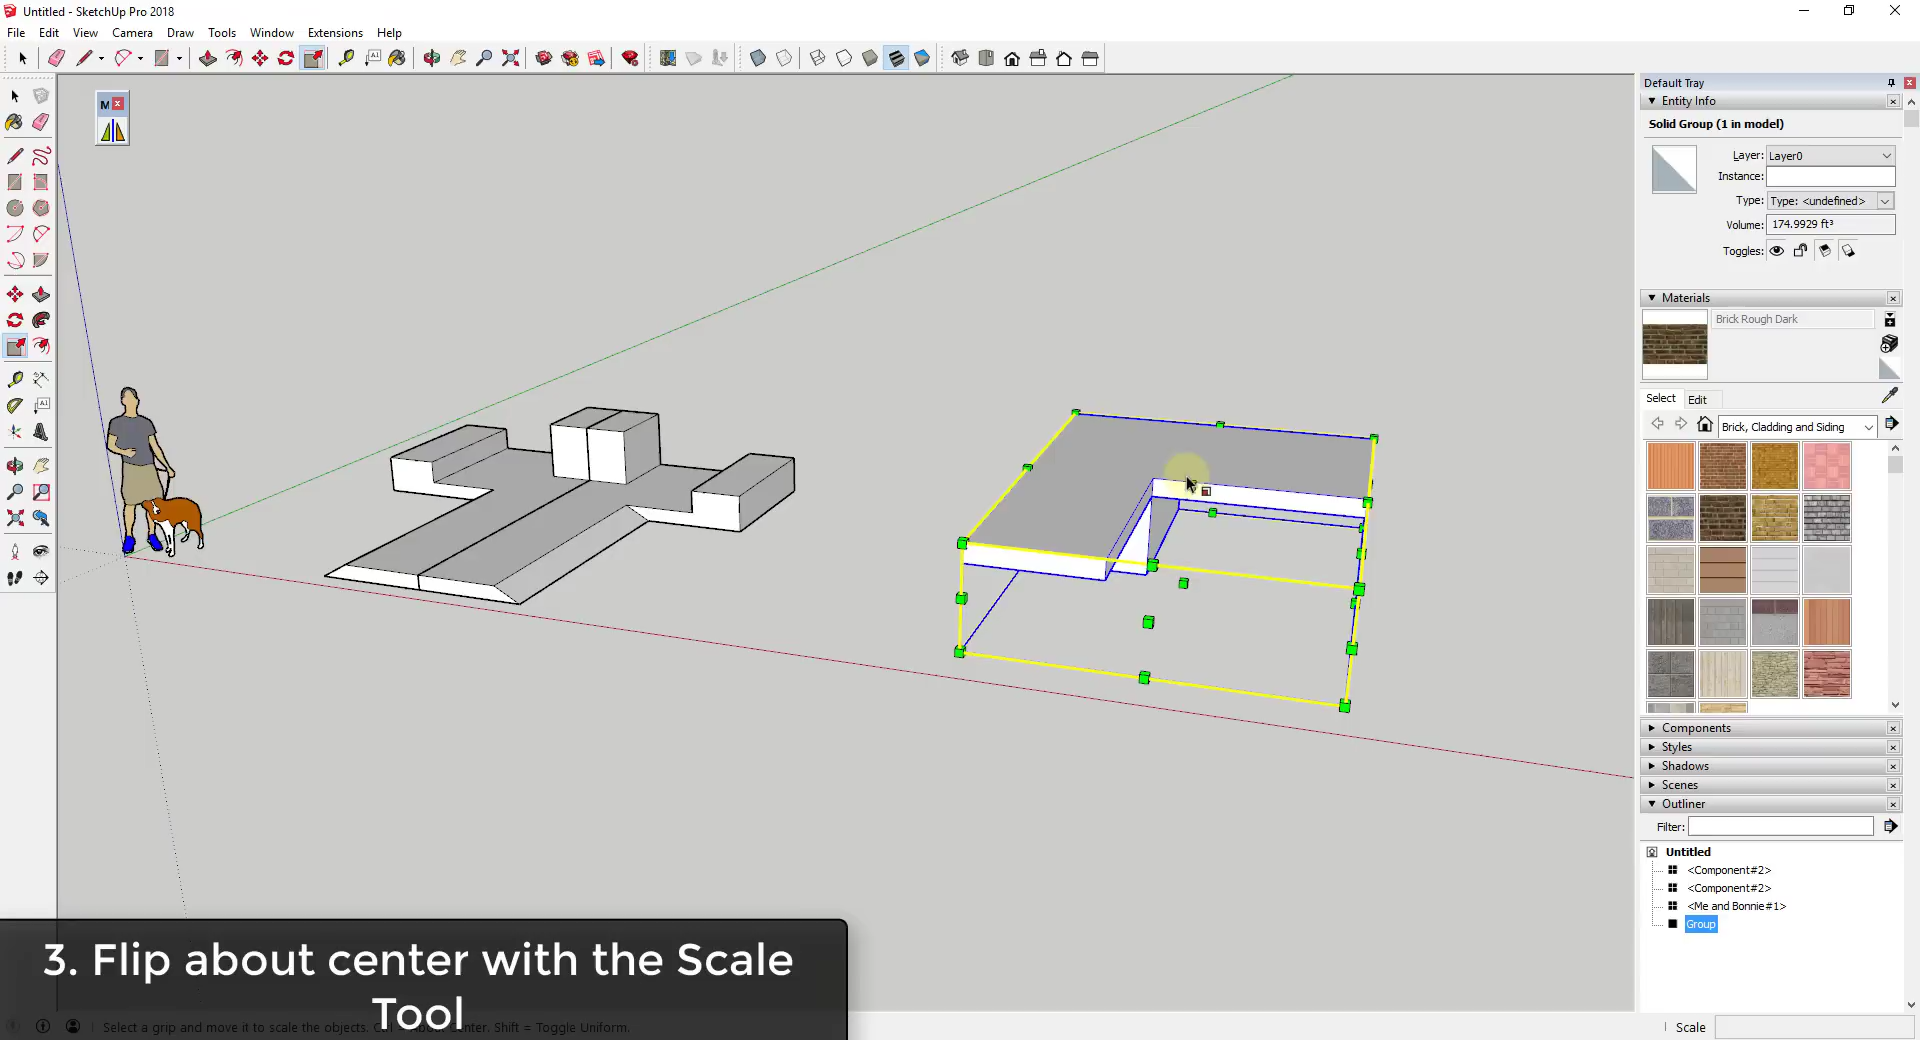 Untitled - SketchUp Pro 2018
File Edit View Camera Draw Tools Window Extensions Help
M
Default Tray
Entity Info
Solid Group (1 in model)
Layer: Layer0
Instance:
Type: Type: <undefined>
Volume: 174.9929 ft³
Toggles:
Materials
Brick Rough Dark
Select Edit
Brick, Cladding and Siding
Components
Styles
Shadows
Scenes
Outliner
Filter:
Untitled
<Component#2>
<Component#2>
<Me and Bonnie#1>
Group
3. Flip about center with the Scale
Tool
Select a grip and move it to scale the objects. Ctrl = About Center. Shift = Toggle Uniform.
Scale